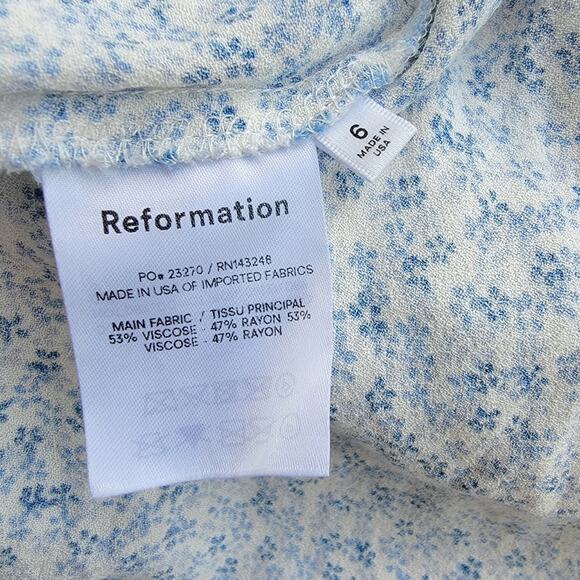 Reformation
PO# 23270 / RN143248
MADE IN USA OF IMPORTED FABRICS
MAIN FABRIC / TISSU PRINCIPAL
53% VISCOSE - 47% RAYON 53%
VISCOSE - 47% RAYON
6
MADE IN
USA